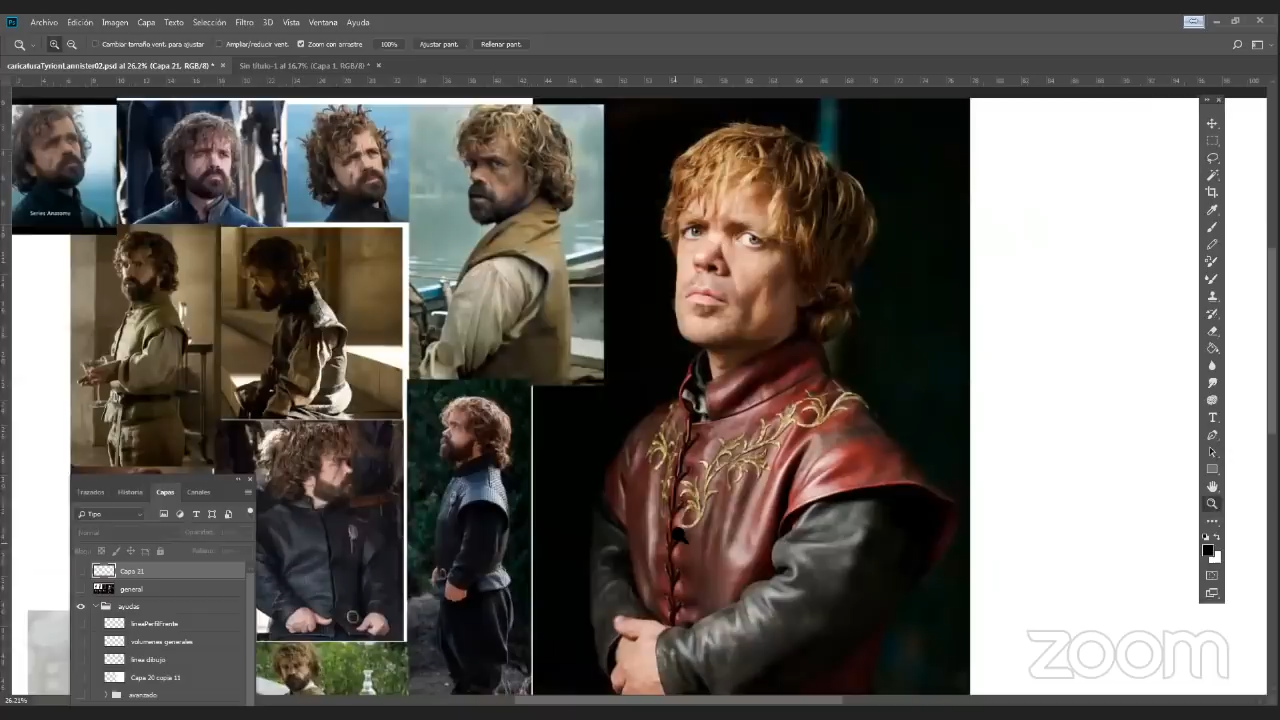 Archivo Edición Imagen Capa Texto Selección Filtro 3D Vista Ventana Ayuda
Cambiar tamaño vent. para ajustar Ampliar/reducir vent. Zoom con arrastre 100% Ajustar pant. Rellenar pant.
caricaturaTyrionLannister02.psd al 26.2% (Capa 21, RGB/8) * × Sin título-1 al 16.7% (Capa 1, RGB/8) * ×
Series Anatomy
Trazados Historia Capas Canales
Tipo
Normal
Relleno:
Capa 21
general
ayudas
lineaPerfilFrente
volumenes generales
linea dibujo
Capa 20 copia 11
avanzado
26.21%
zoom